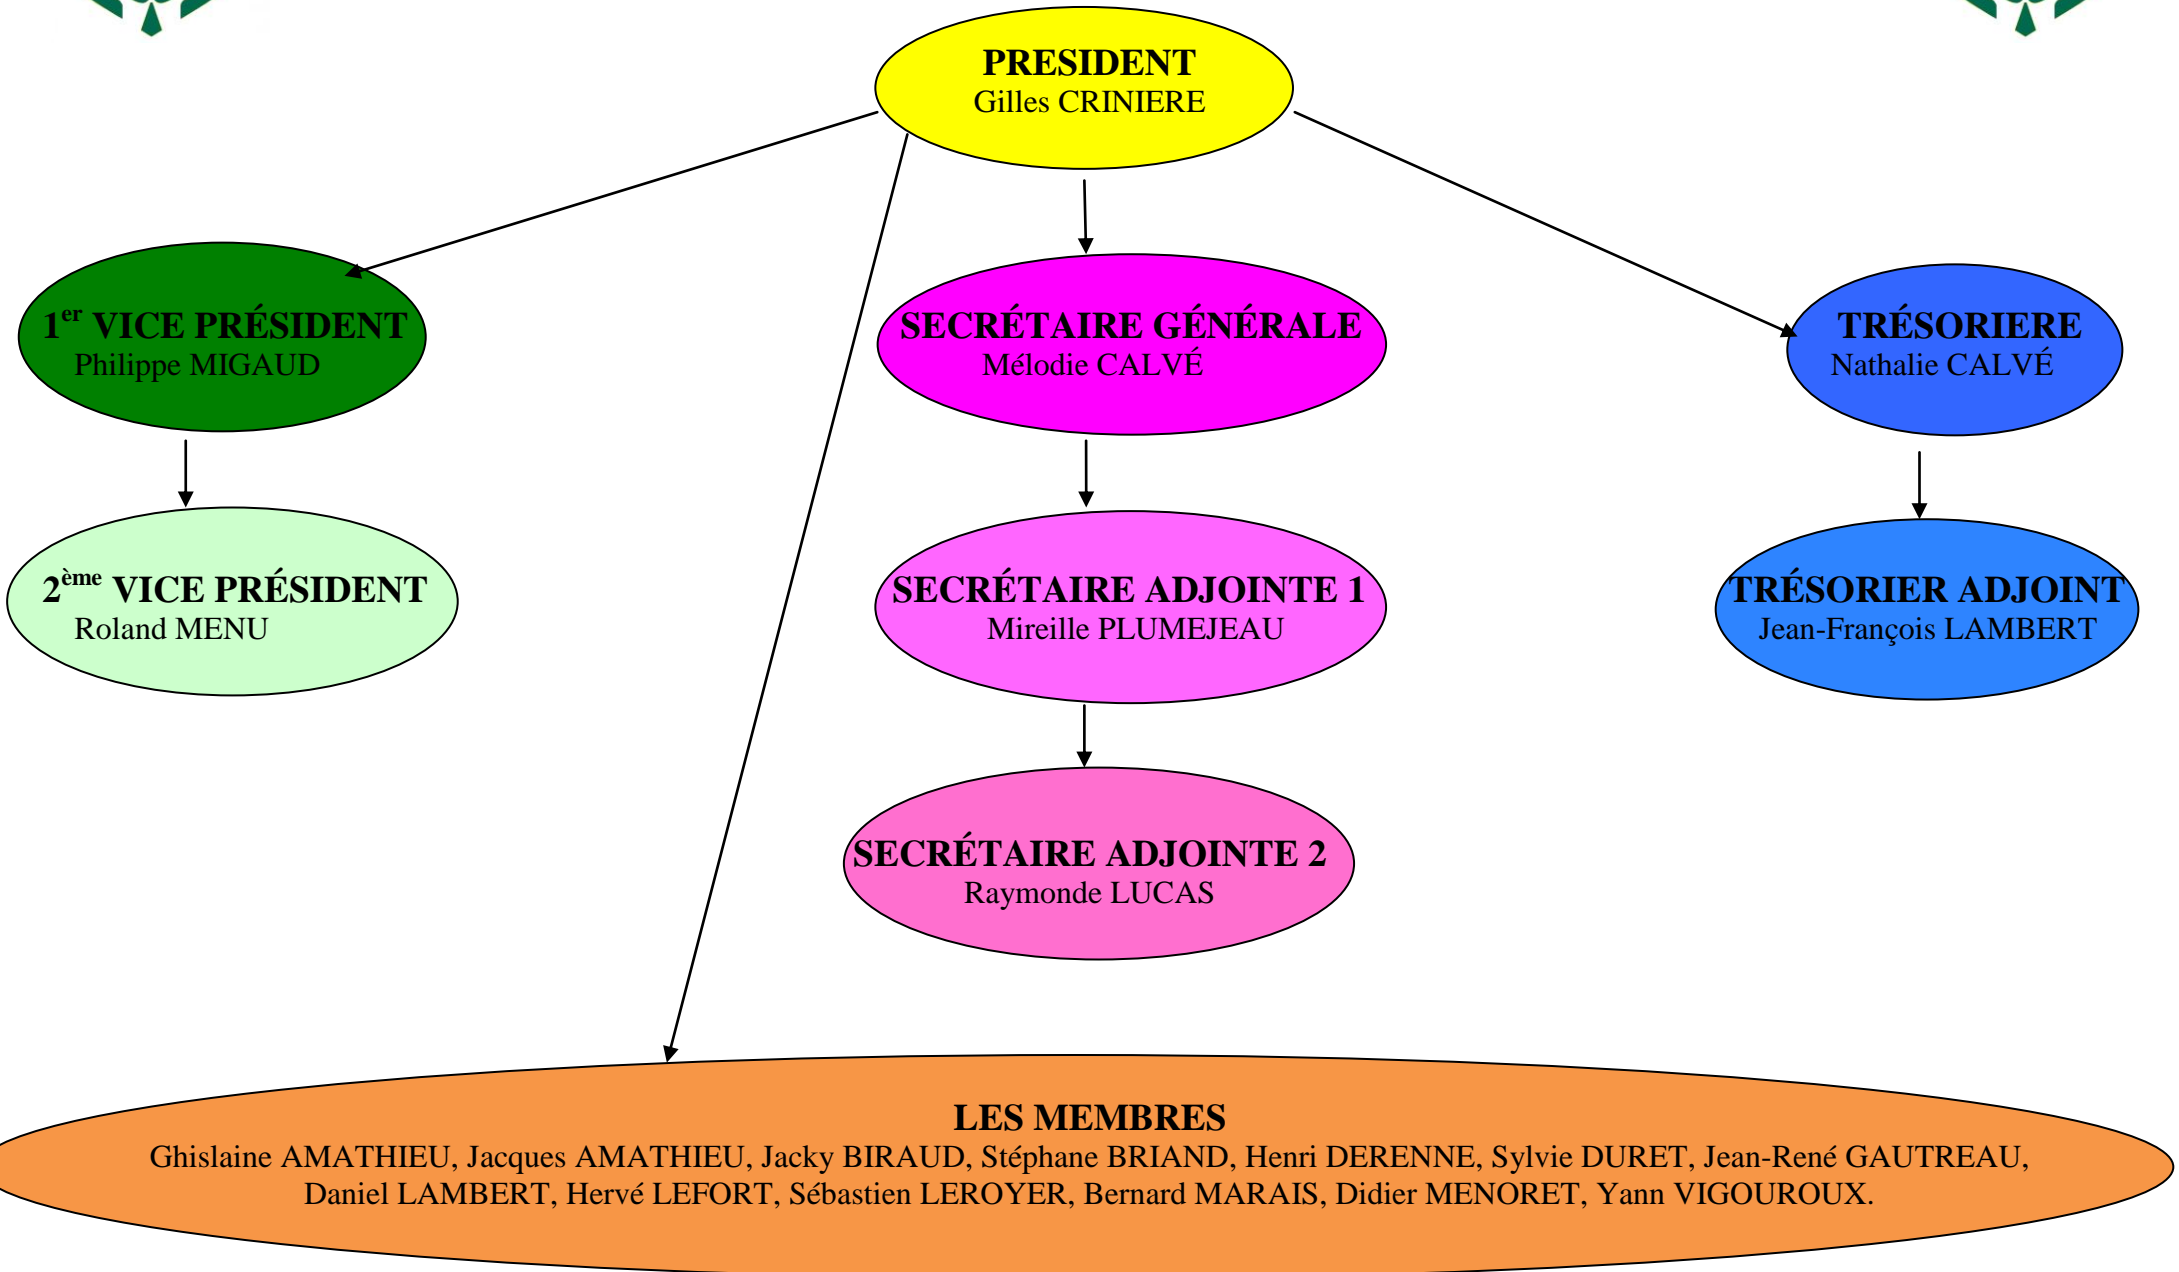 PRESIDENT
Gilles CRINIERE
1er VICE PRÉSIDENT
Philippe MIGAUD
SECRÉTAIRE GÉNÉRALE
Mélodie CALVÉ
TRÉSORIERE
Nathalie CALVÉ
2ème VICE PRÉSIDENT
Roland MENU
SECRÉTAIRE ADJOINTE 1
Mireille PLUMEJEAU
TRÉSORIER ADJOINT
Jean-François LAMBERT
SECRÉTAIRE ADJOINTE 2
Raymonde LUCAS
LES MEMBRES
Ghislaine AMATHIEU, Jacques AMATHIEU, Jacky BIRAUD, Stéphane BRIAND, Henri DERENNE, Sylvie DURET, Jean-René GAUTREAU,
Daniel LAMBERT, Hervé LEFORT, Sébastien LEROYER, Bernard MARAIS, Didier MENORET, Yann VIGOUROUX.